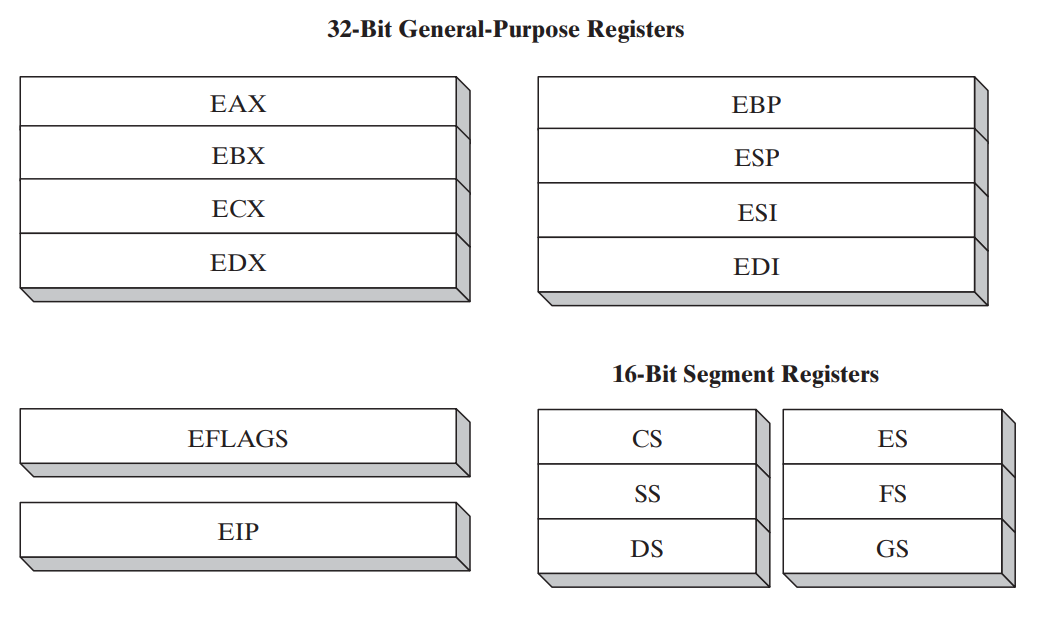 32-Bit General-Purpose Registers
EAX
EBX
ECX
EDX
EBP
ESP
ESI
EDI
EFLAGS
EIP
16-Bit Segment Registers
CS
SS
DS
ES
FS
GS